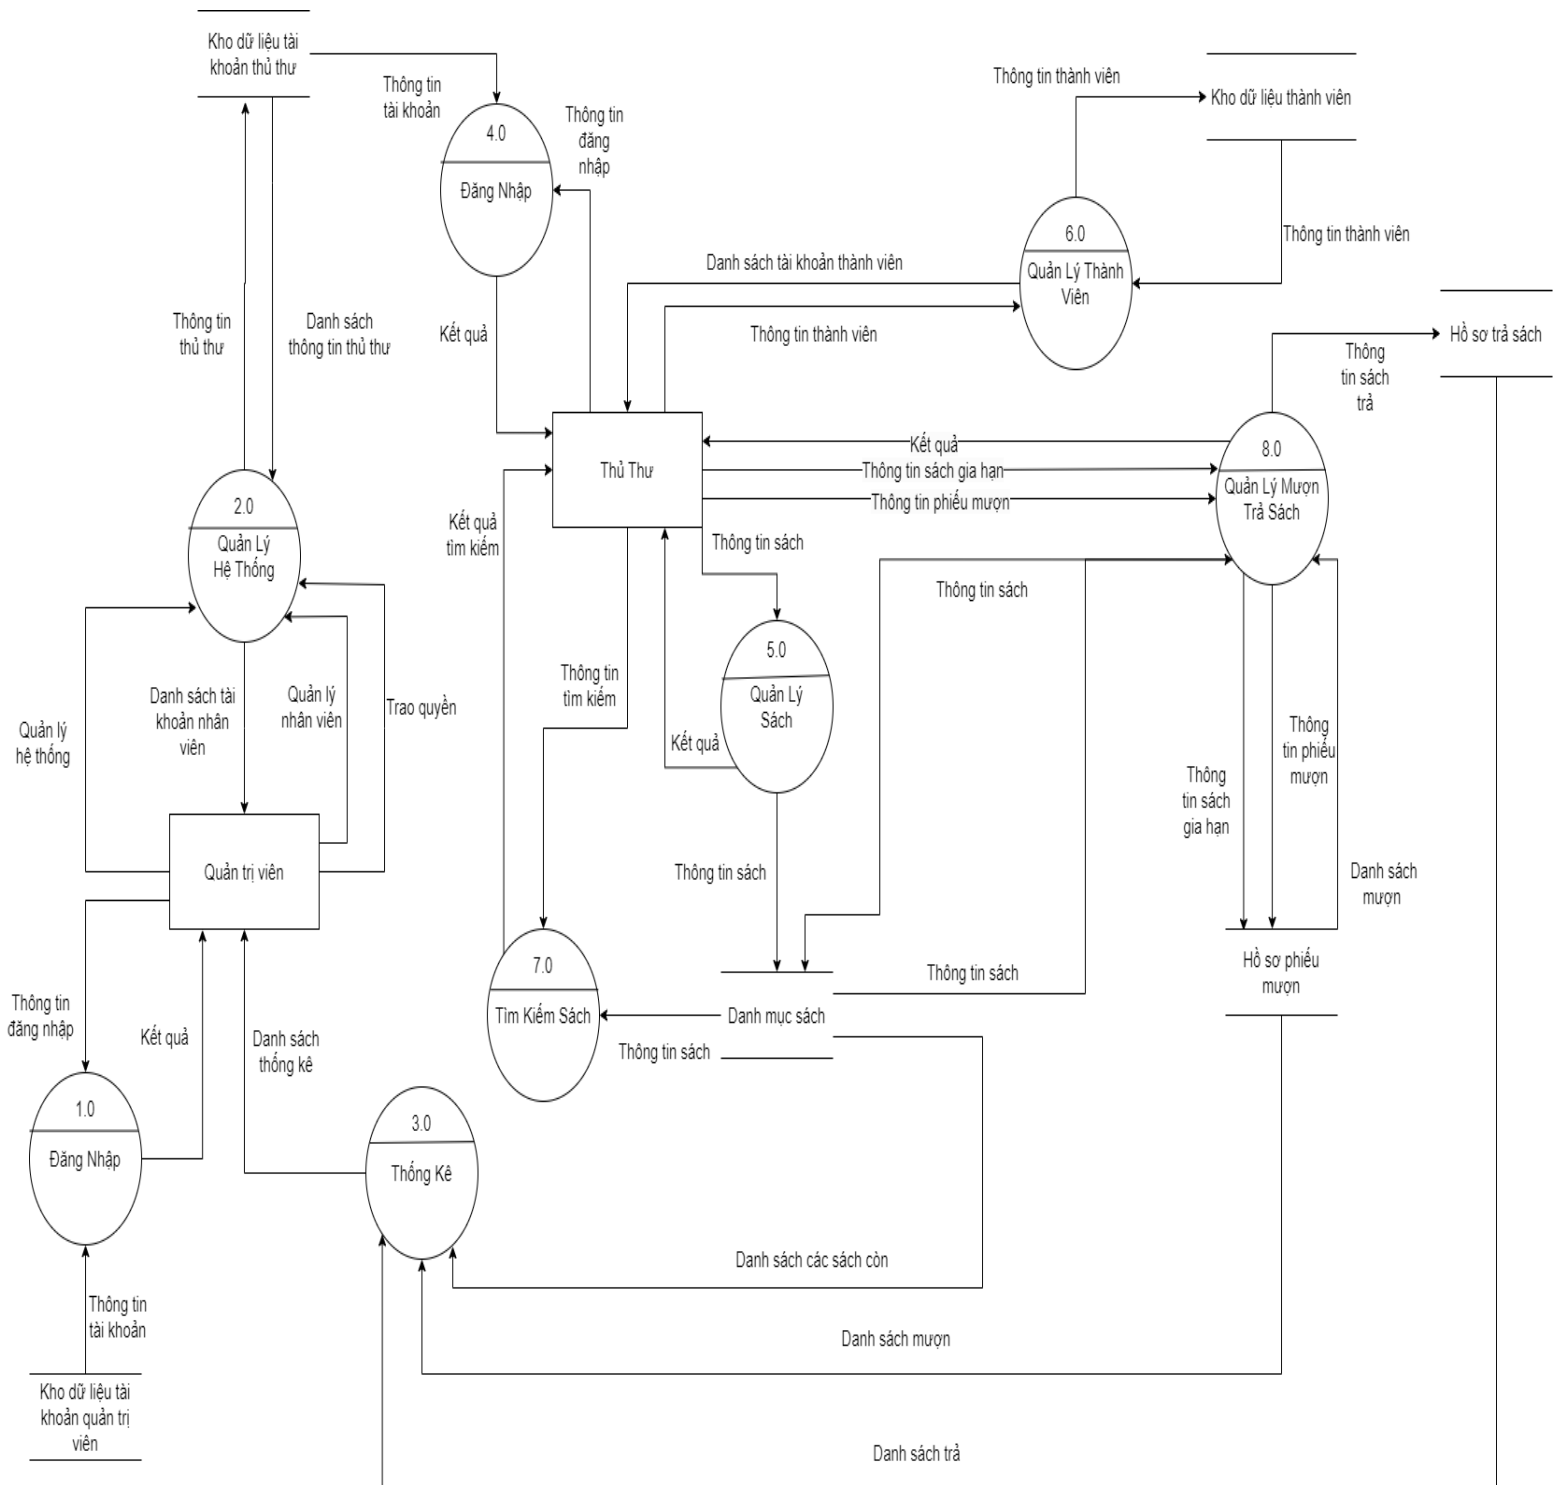 Kho dữ liệu tài
khoản thủ thư
Thông tin
tài khoản
4.0
Đăng Nhập
Thông tin
đăng
nhập
Thông tin thành viên
Kho dữ liệu thành viên
6.0
Quản Lý Thành
Viên
Thông tin thành viên
Danh sách tài khoản thành viên
Thông tin thành viên
Thông tin
thủ thư
Danh sách
thông tin thủ thư
Kết quả
Hồ sơ trả sách
Thông
tin sách
trả
Thủ Thư
Kết quả
Thông tin sách gia hạn
Thông tin phiếu mượn
8.0
Quản Lý Mượn
Trả Sách
2.0
Quản Lý
Hệ Thống
Kết quả
tìm kiếm
Thông tin sách
Thông tin sách
5.0
Quản Lý
Sách
Thông tin
tìm kiếm
Kết quả
Quản lý
hệ thống
Danh sách tài
khoản nhân
viên
Quản lý
nhân viên
Trao quyền
Thông
tin phiếu
mượn
Thông
tin sách
gia hạn
Quản trị viên
Thông tin sách
Danh sách
mượn
7.0
Tìm Kiếm Sách
Danh mục sách
Thông tin sách
Thông tin sách
Hồ sơ phiếu
mượn
Thông tin
đăng nhập
Kết quả
Danh sách
thống kê
1.0
Đăng Nhập
3.0
Thống Kê
Danh sách các sách còn
Thông tin
tài khoản
Danh sách mượn
Kho dữ liệu tài
khoản quản trị
viên
Danh sách trả